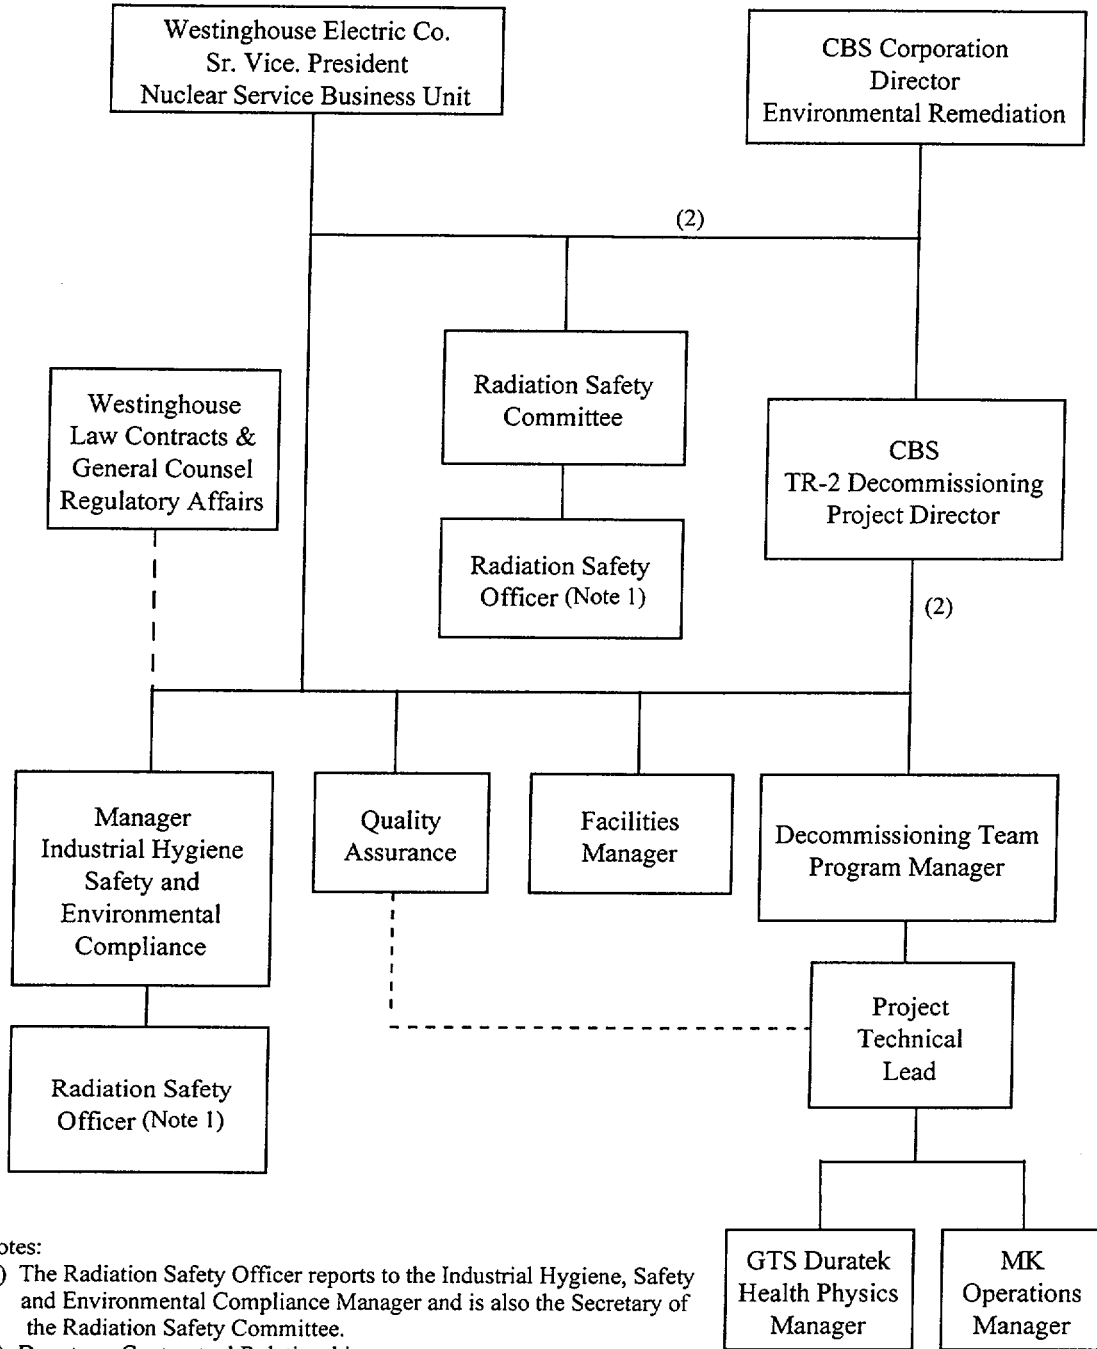 Westinghouse Electric Co.
Sr. Vice. President
Nuclear Service Business Unit
CBS Corporation
Director
Environmental Remediation
(2)
Radiation Safety
Committee
Westinghouse
Law Contracts &
General Counsel
Regulatory Affairs
CBS
TR-2 Decommissioning
Project Director
Radiation Safety
Officer (Note 1)
(2)
Manager
Industrial Hygiene
Safety and
Environmental
Compliance
Quality
Assurance
Facilities
Manager
Decommissioning Team
Program Manager
Project
Technical
Lead
Radiation Safety
Officer (Note 1)
GTS Duratek
Health Physics
Manager
MK
Operations
Manager
otes:
) The Radiation Safety Officer reports to the Industrial Hygiene, Safety
and Environmental Compliance Manager and is also the Secretary of
the Radiation Safety Committee.